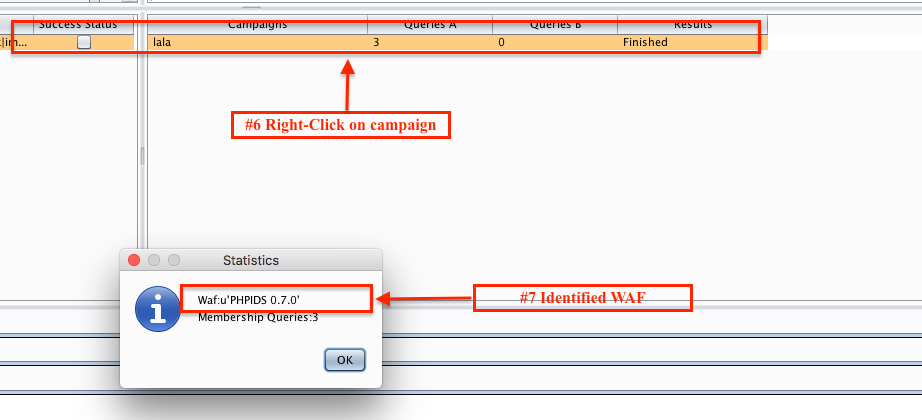 Success Status Campaigns Queries A Queries B Results
im... lala 3 0 Finished
#6 Right-Click on campaign
Statistics
Waf:u'PHPIDS 0.7.0'
#7 Identified WAF
Membership Queries:3
OK